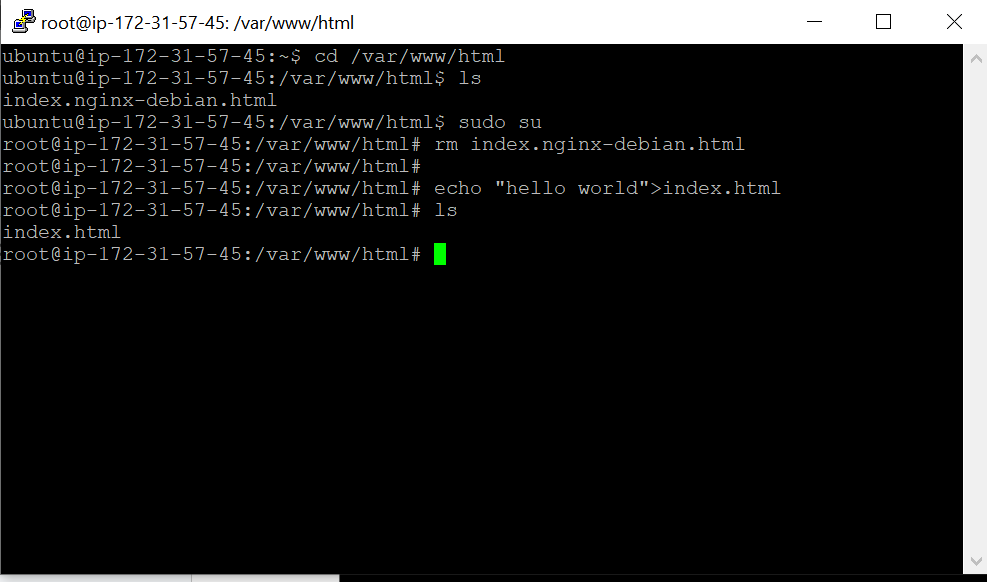 root@ip-172-31-57-45: /var/www/html
ubuntu@ip-172-31-57-45:~$ cd /var/www/html
ubuntu@ip-172-31-57-45:/var/www/html$ ls
index.nginx-debian.html
ubuntu@ip-172-31-57-45:/var/www/html$ sudo su
root@ip-172-31-57-45:/var/www/html# rm index.nginx-debian.html
root@ip-172-31-57-45:/var/www/html#
root@ip-172-31-57-45:/var/www/html# echo "hello world">index.html
root@ip-172-31-57-45:/var/www/html# ls
index.html
root@ip-172-31-57-45:/var/www/html#